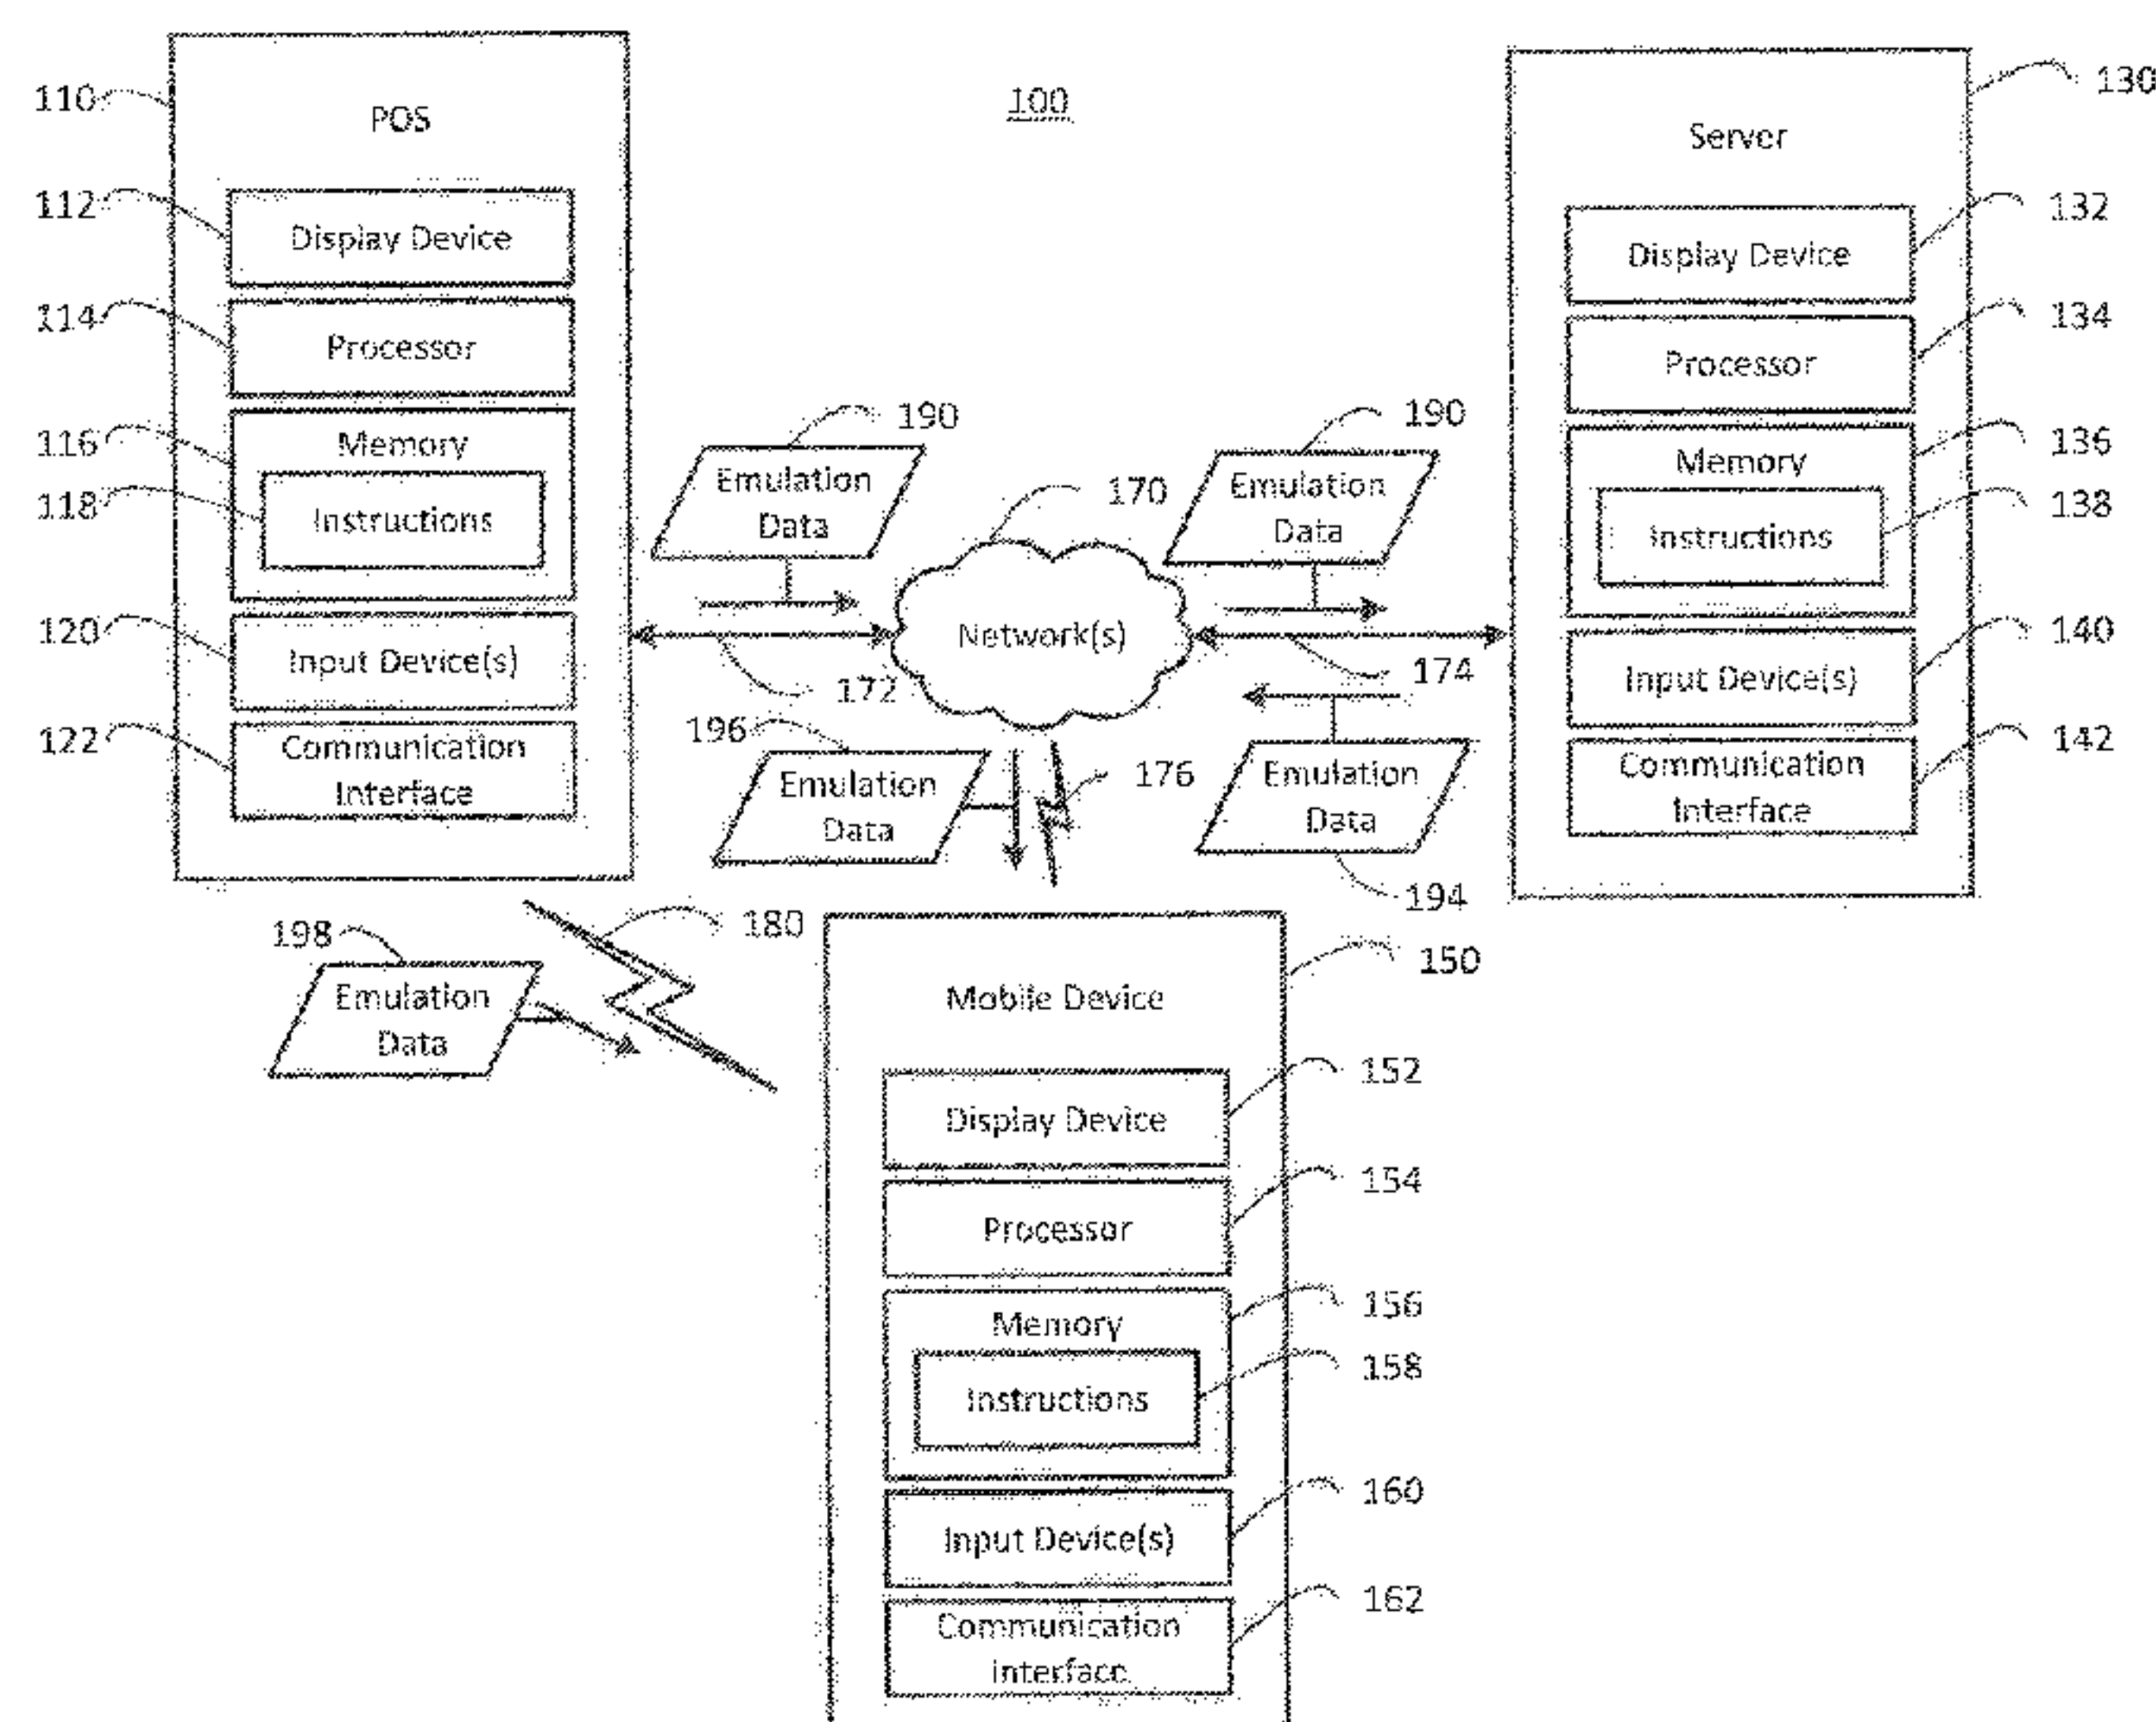 100
110
POS
112
Display Device
114
Processor
116
Memory
118
Instructions
120
Input Device(s)
122
Communication
Interface
130
Server
132
Display Device
134
Processor
136
Memory
138
Instructions
140
Input Device(s)
142
Communication
Interface
190
Emulation
Data
190
Emulation
Data
170
Network(s)
172
174
196
Emulation
Data
176
Emulation
Data
194
198
Emulation
Data
180
150
Mobile Device
152
Display Device
154
Processor
156
Memory
158
Instructions
160
Input Device(s)
162
Communication
Interface